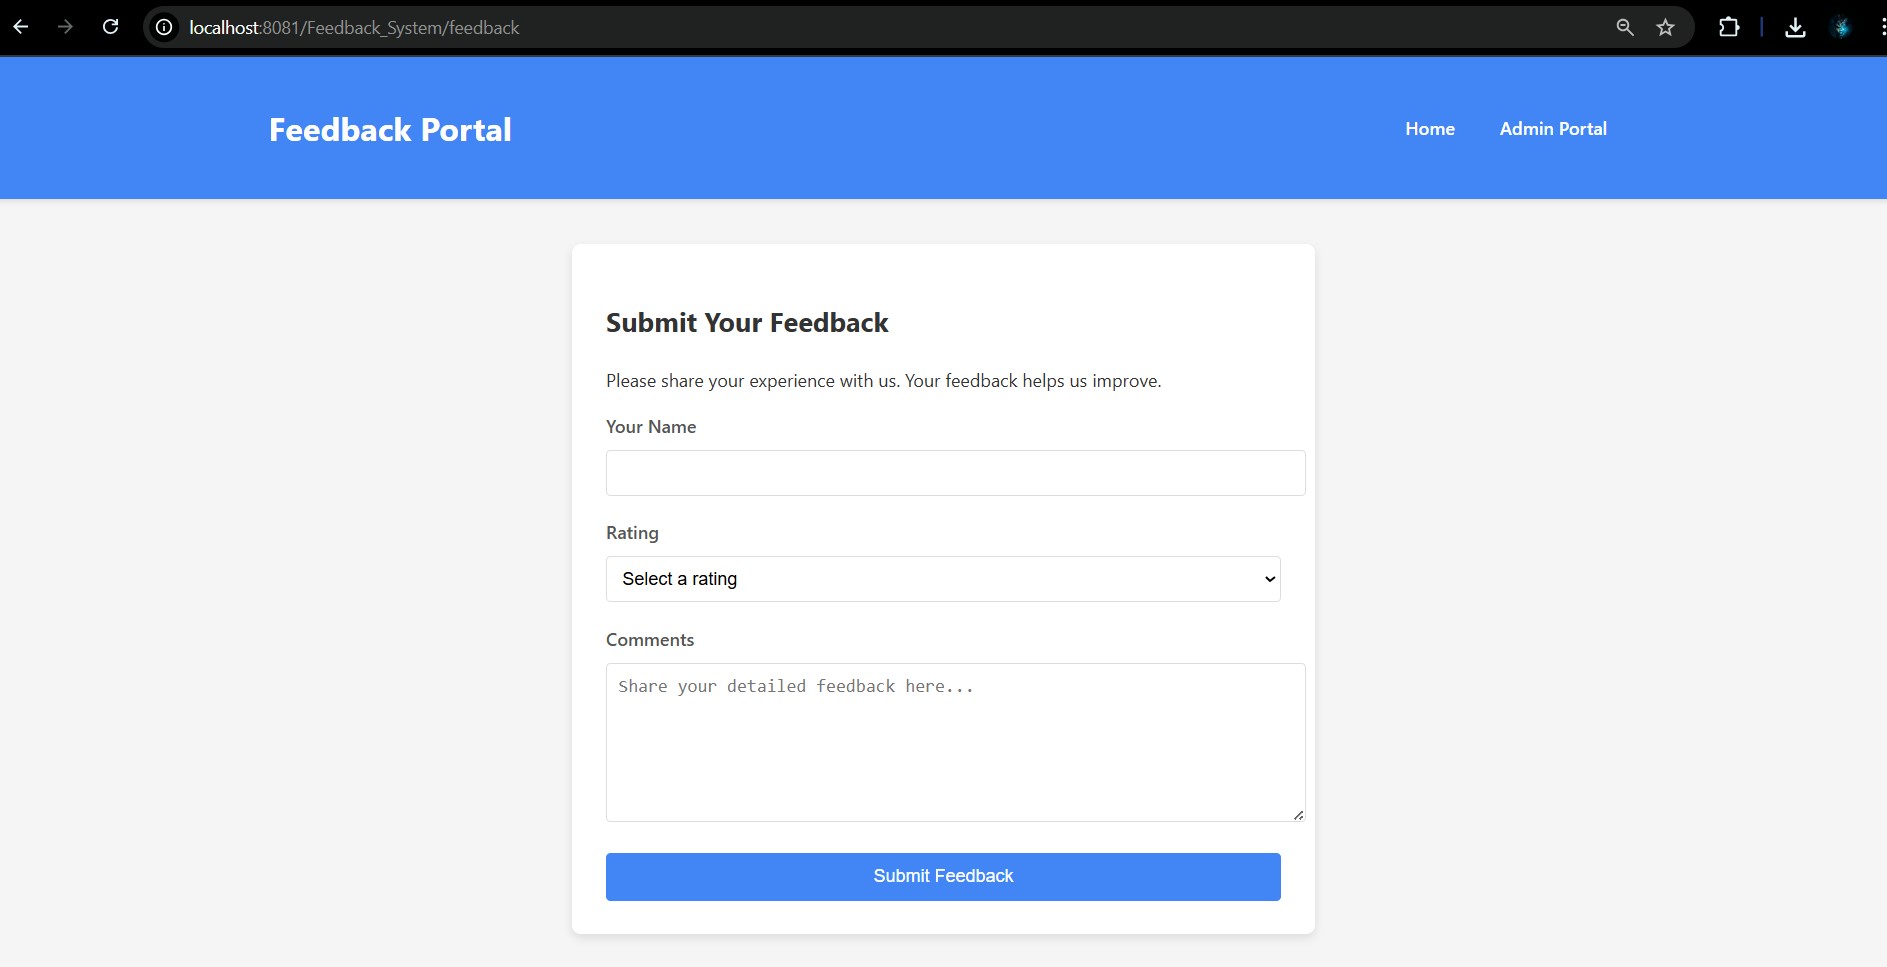 localhost:8081/Feedback_System/feedback
Feedback Portal
Home
Admin Portal
Submit Your Feedback
Please share your experience with us. Your feedback helps us improve.
Your Name
Rating
Select a rating
Comments
Share your detailed feedback here...
Submit Feedback